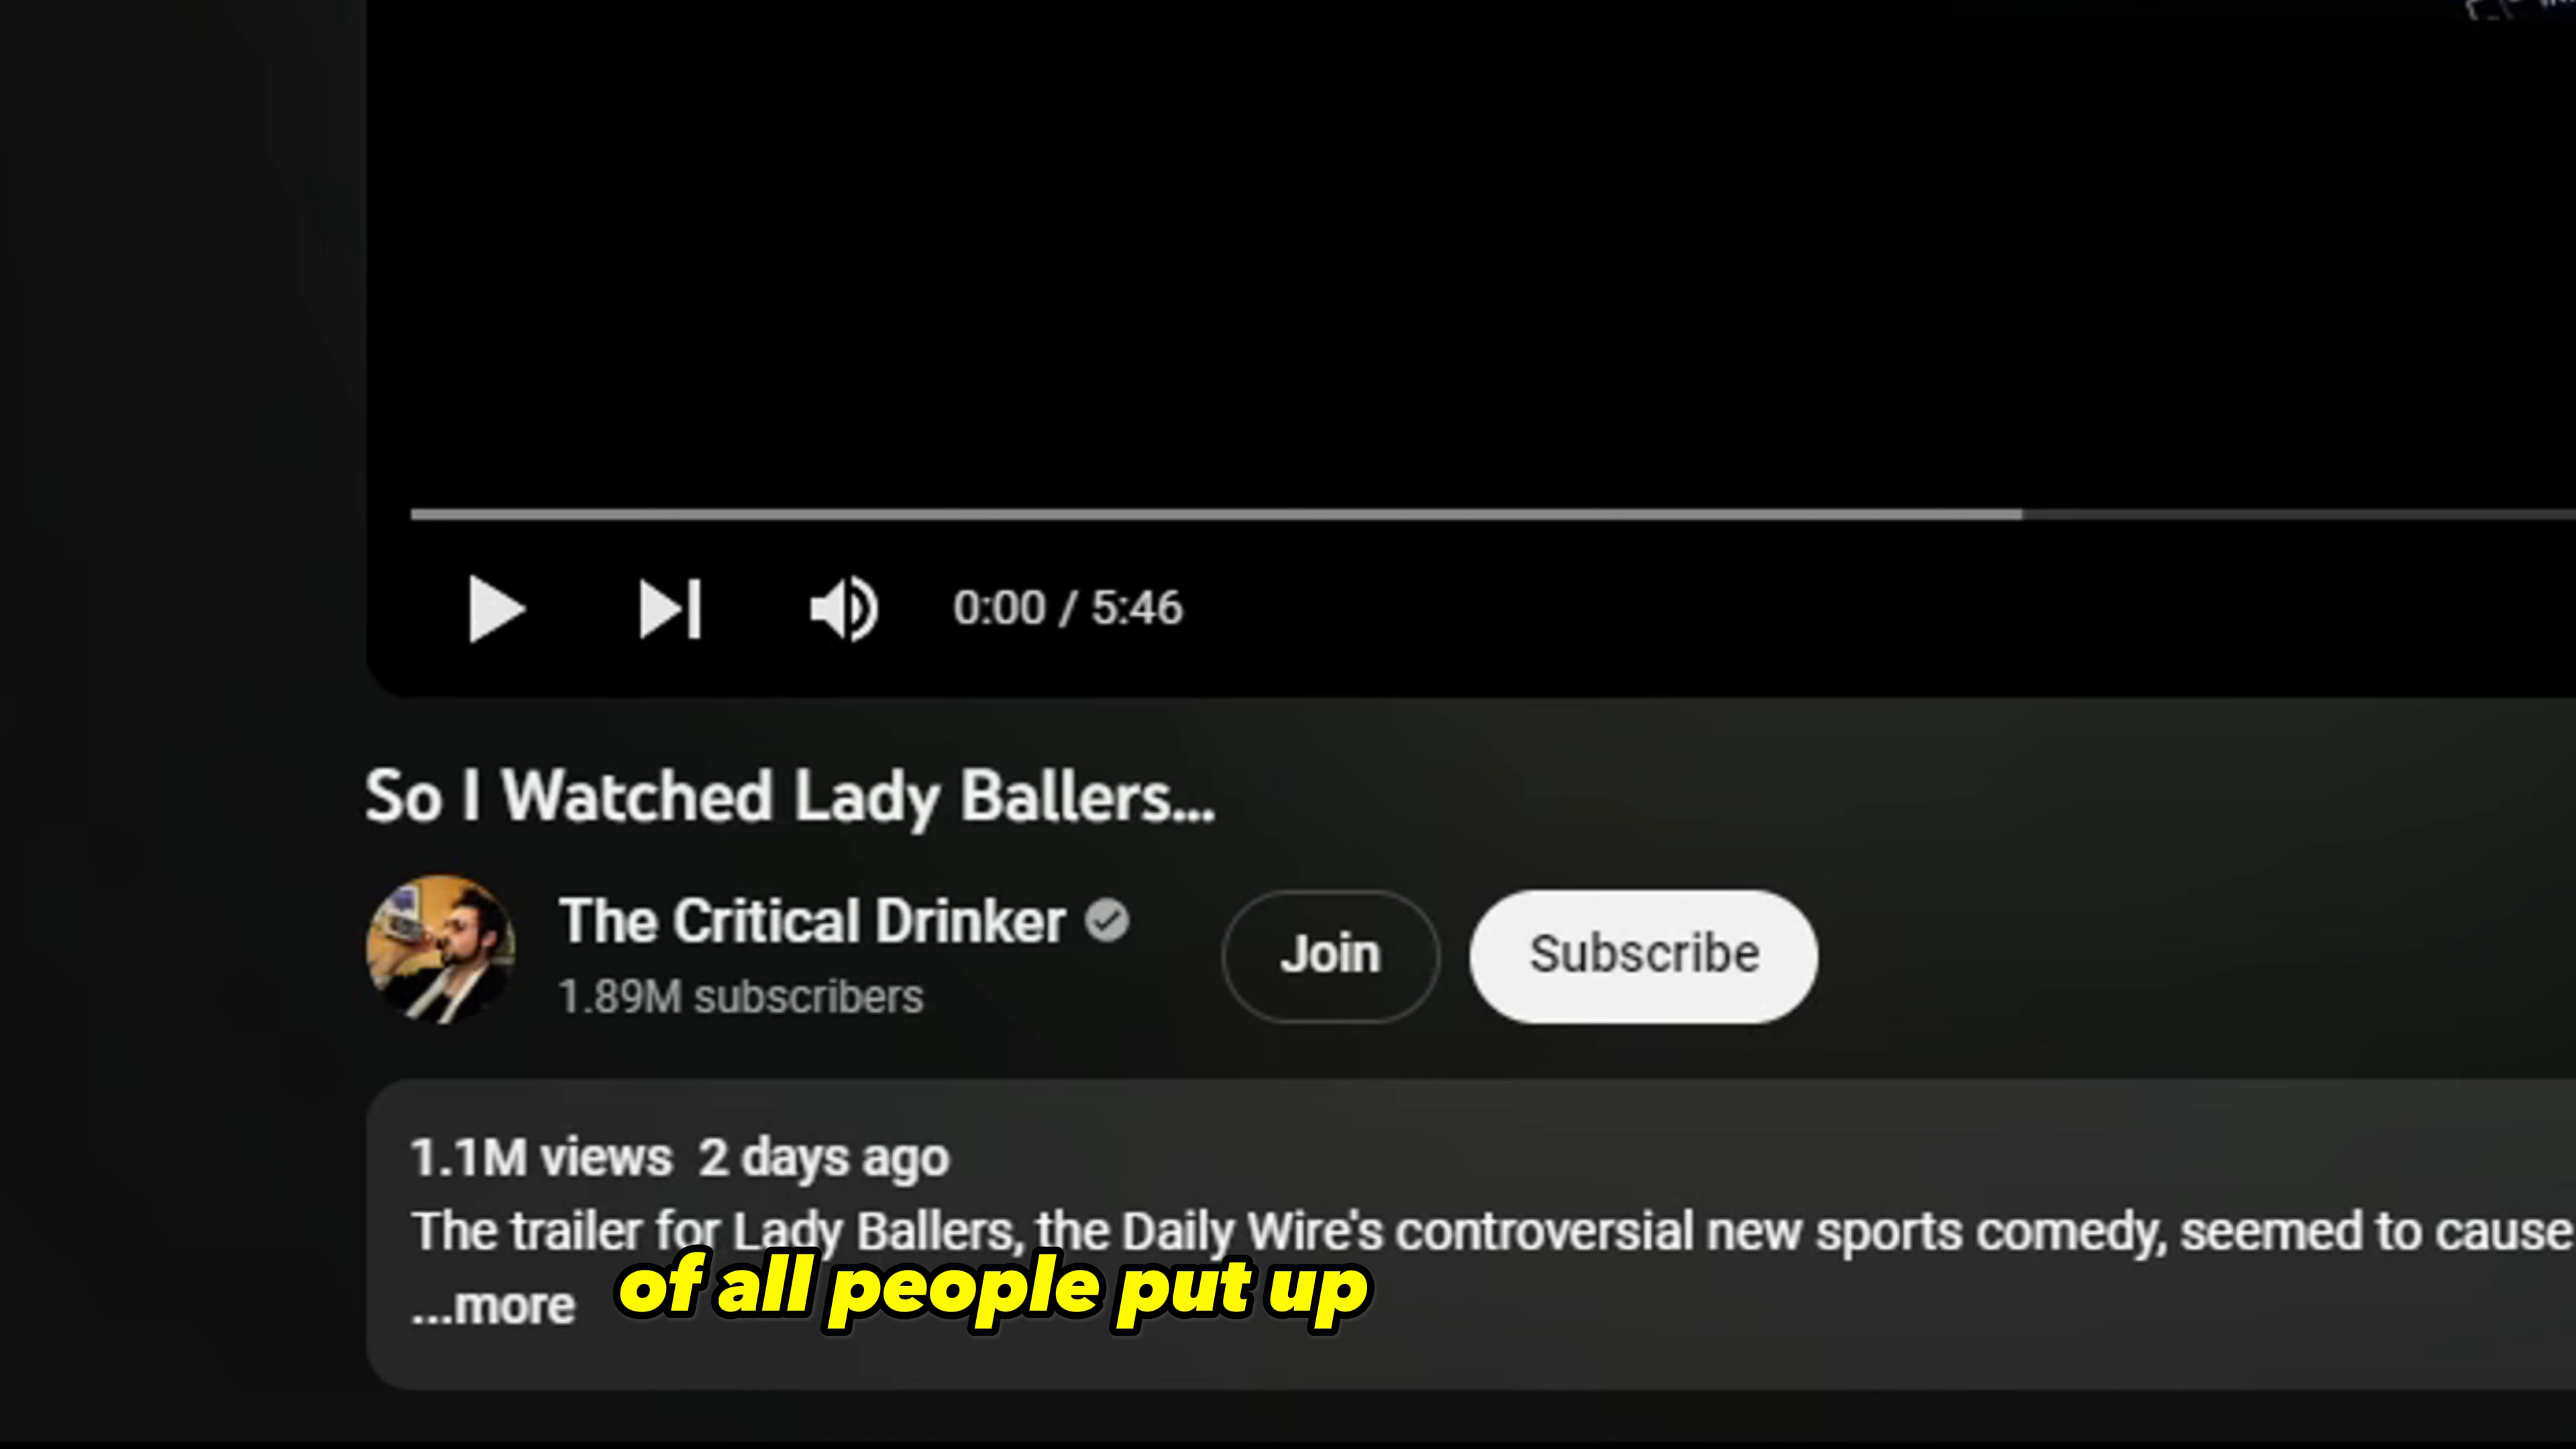 0:00 / 5:46
So I Watched Lady Ballers...
The Critical Drinker
1.89M subscribers
Join
Subscribe
1.1M views 2 days ago
The trailer for Lady Ballers, the Daily Wire's controversial new sports comedy, seemed to cause
...more
of all people put up